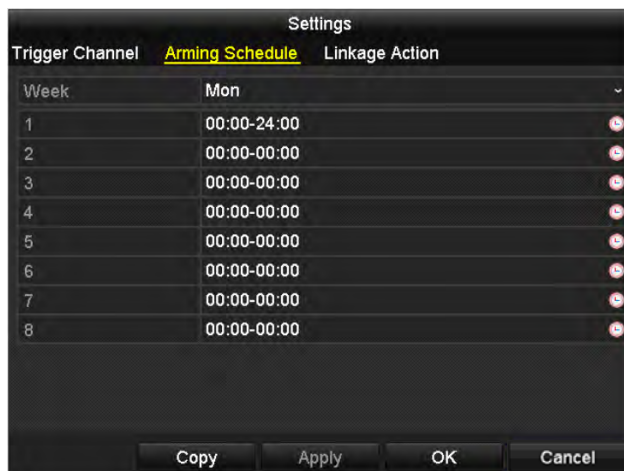 Settings
Trigger Channel Arming Schedule Linkage Action
Week Mon
1 00:00-24:00
2 00:00-00:00
3 00:00-00:00
4 00:00-00:00
5 00:00-00:00
6 00:00-00:00
7 00:00-00:00
8 00:00-00:00
Copy Apply OK Cancel